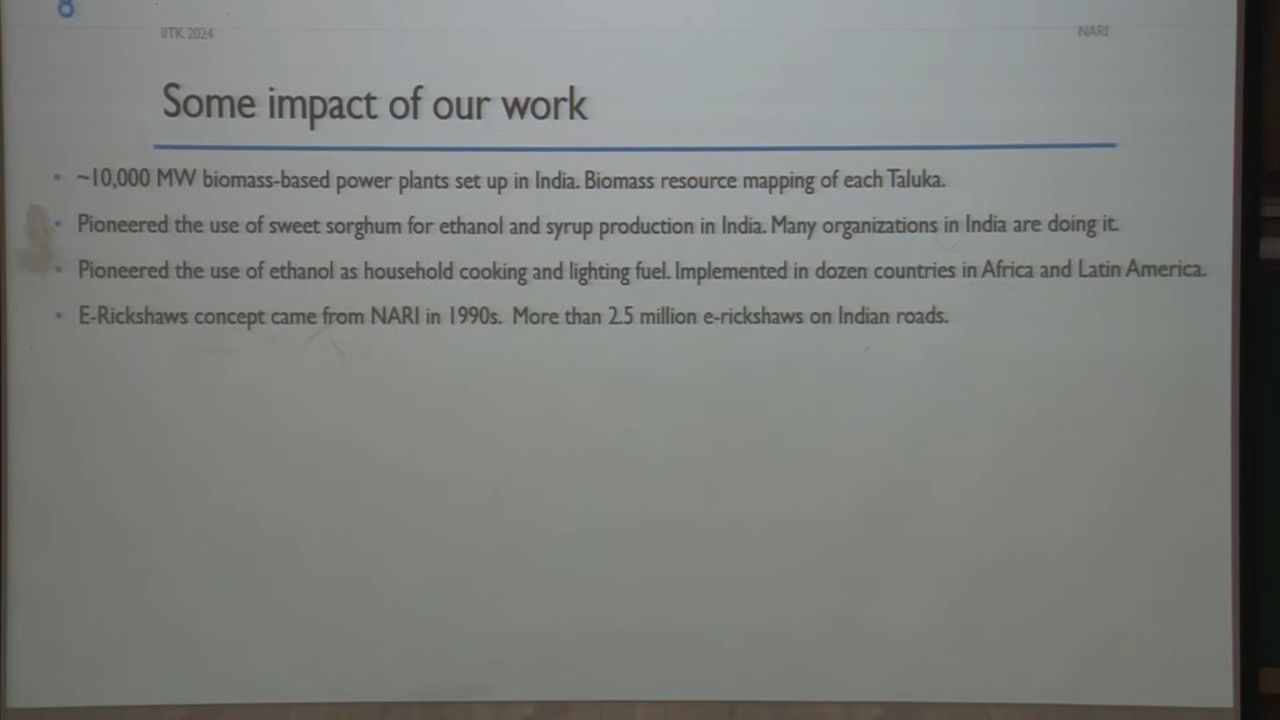 8
IITK 2024
NARI
Some impact of our work
• ~10,000 MW biomass-based power plants set up in India. Biomass resource mapping of each Taluka.
• Pioneered the use of sweet sorghum for ethanol and syrup production in India. Many organizations in India are doing it.
• Pioneered the use of ethanol as household cooking and lighting fuel. Implemented in dozen countries in Africa and Latin America.
• E-Rickshaws concept came from NARI in 1990s. More than 2.5 million e-rickshaws on Indian roads.